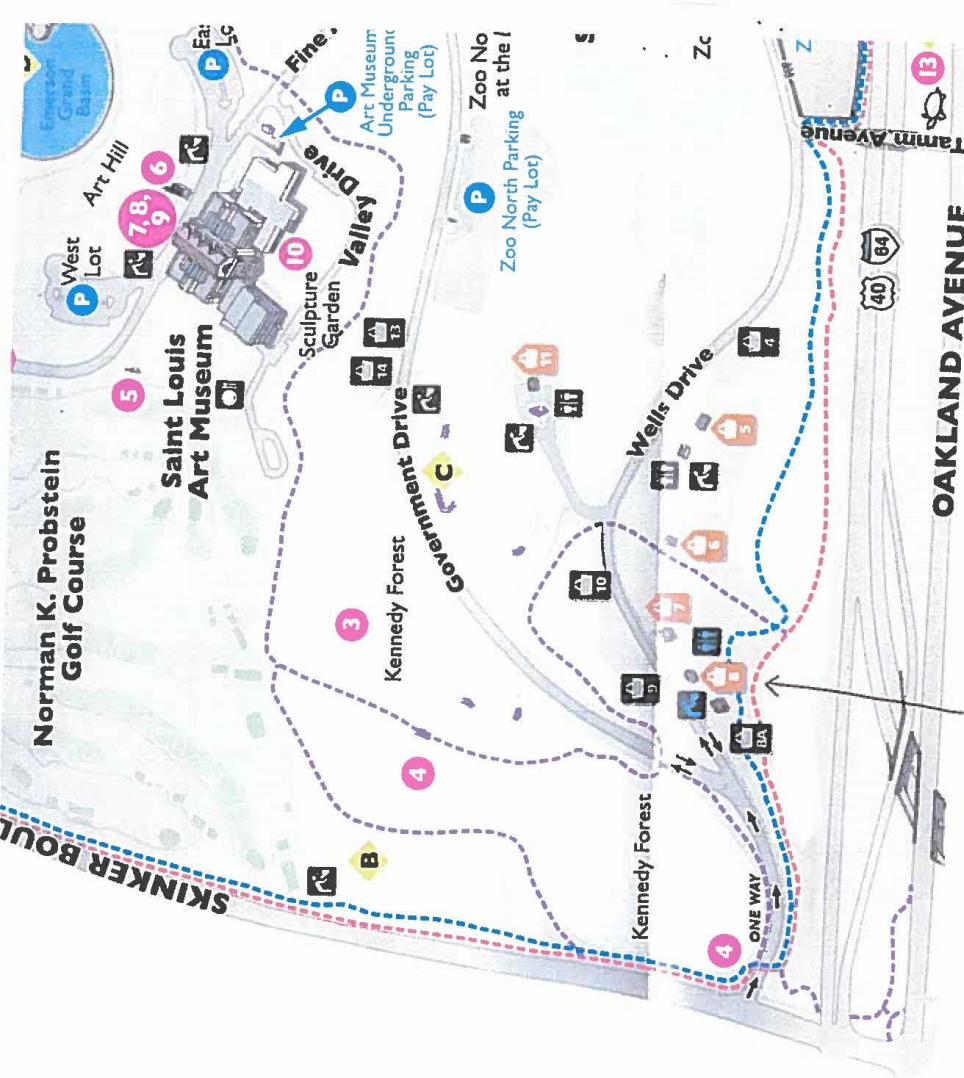 Emerson
Grand
Basin
Art Hill
P
Fine
P
Art Museum
Underground
Parking
(Pay Lot)
6
7, 8,
9
West
Lot
P
10
Sculpture
Garden
Valley Drive
5
Saint Louis
Art Museum
Norman K. Probstein
Golf Course
Zoo No
at the
P
Zoo North Parking
(Pay Lot)
13
14
Government Drive
C
Kennedy Forest
3
4
B
SKINKER BOUL
11
Wells Drive
4
5
6
10
7
9
8
8A
Kennedy Forest
4
ONE WAY
Tamm Avenue
13
40
64
OAKLAND AVENUE